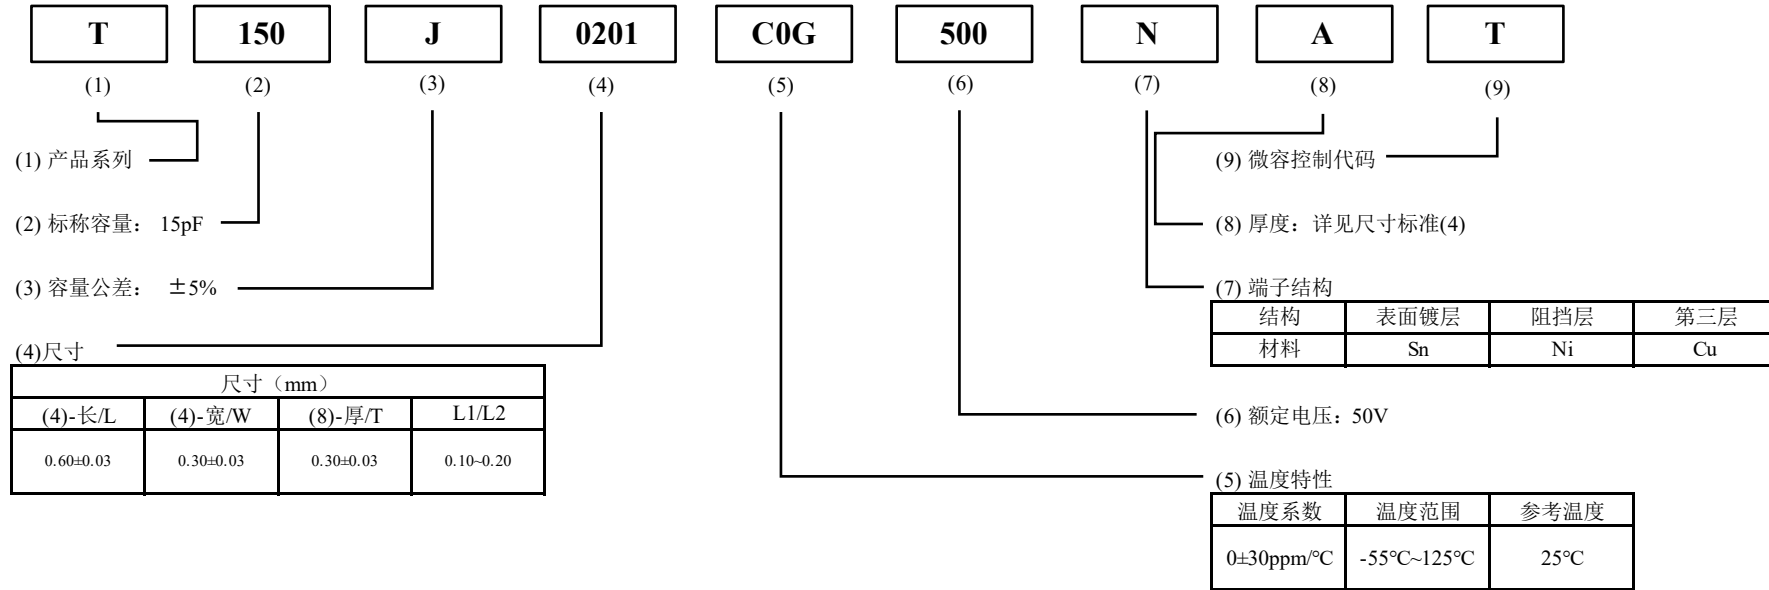 T 150 J 0201 C0G 500 N A T
(1) (2) (3) (4) (5) (6) (7) (8) (9)
(1) 产品系列
(2) 标称容量： 15pF
(3) 容量公差： ±5%
(4)尺寸
尺寸（mm）
(4)-长/L (4)-宽/W (8)-厚/T L1/L2
0.60±0.03 0.30±0.03 0.30±0.03 0.10~0.20
(9) 微容控制代码
(8) 厚度：详见尺寸标准(4)
(7) 端子结构
结构 表面镀层 阻挡层 第三层
材料 Sn Ni Cu
(6) 额定电压：50V
(5) 温度特性
温度系数 温度范围 参考温度
0±30ppm/℃ -55℃~125℃ 25℃